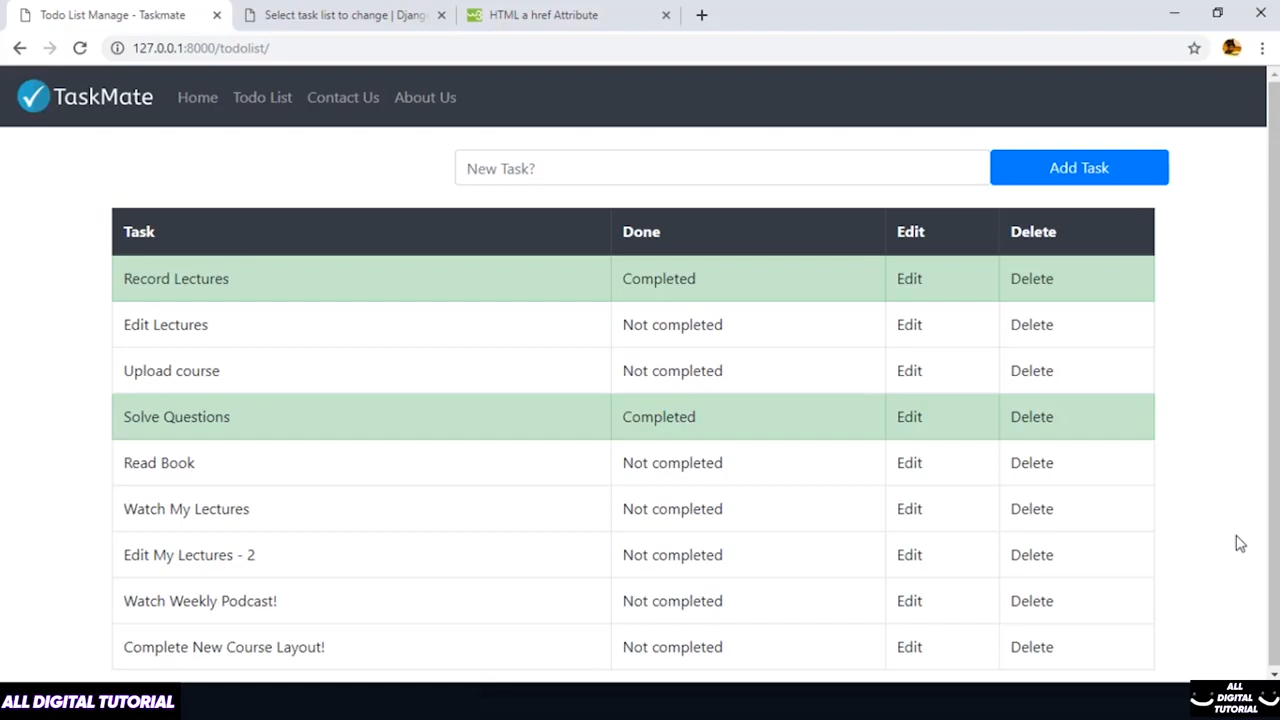 Todo List Manage - Taskmate
Select task list to change | Djang
HTML a href Attribute
127.0.0.1:8000/todolist/
TaskMate Home Todo List Contact Us About Us
New Task? Add Task
Task Done Edit Delete
Record Lectures Completed Edit Delete
Edit Lectures Not completed Edit Delete
Upload course Not completed Edit Delete
Solve Questions Completed Edit Delete
Read Book Not completed Edit Delete
Watch My Lectures Not completed Edit Delete
Edit My Lectures - 2 Not completed Edit Delete
Watch Weekly Podcast! Not completed Edit Delete
Complete New Course Layout! Not completed Edit Delete
ALL DIGITAL TUTORIAL
ALL
DIGITAL
TUTORIAL